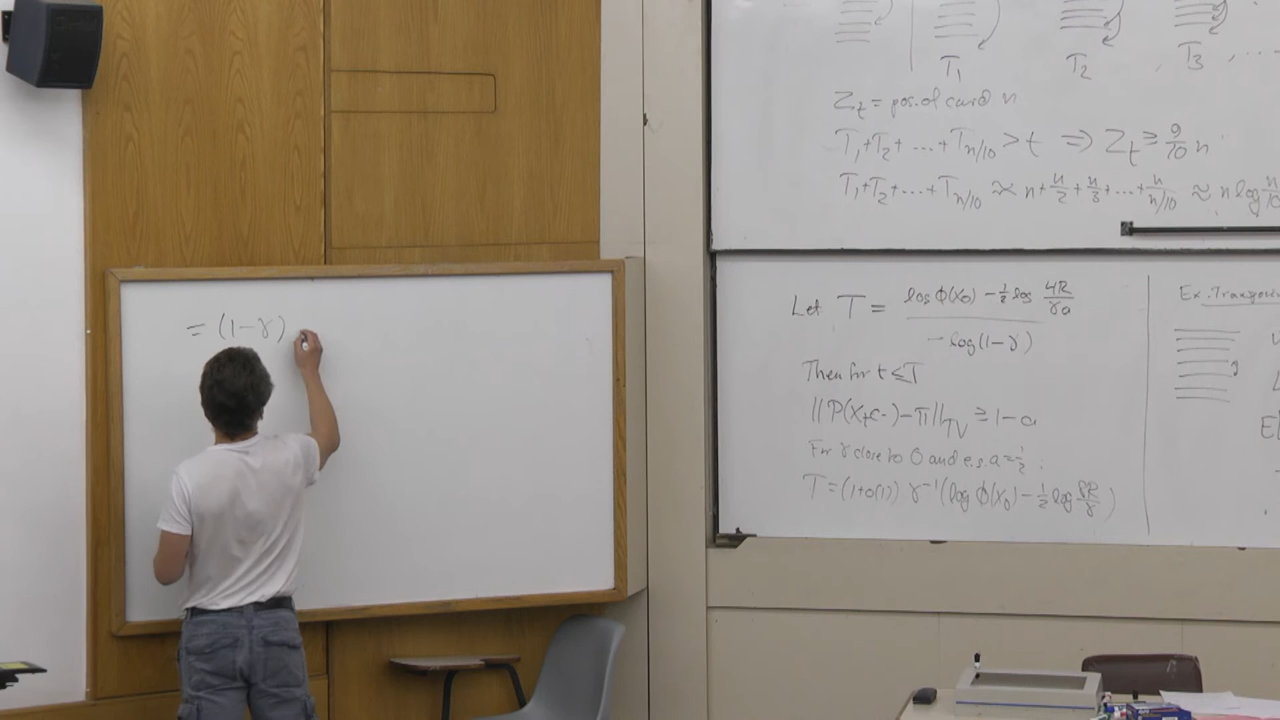 = (1-γ)
T₁ T₂ , T₃ , ....
Z_t = pos. of card n
T₁+T₂+ ... +T_{n/10} > t ⇒ Z_t ≥ 9/10 n
T₁+T₂+...+T_{n/10} ≈ n + n/2 + n/3 + ... + n/(n/10) ≈ n log n/10
Let T = (log Φ(X₀) - ½ log 4R/γa) / (-log(1-γ))
Then for t ≤ T
||P(X_t ∈ ·) - π||_TV ≥ 1-a
For γ close to 0 and e.g. a = ½ .
T = (1+o(1)) γ⁻¹ (log Φ(X₀) - ½ log 8R/γ)